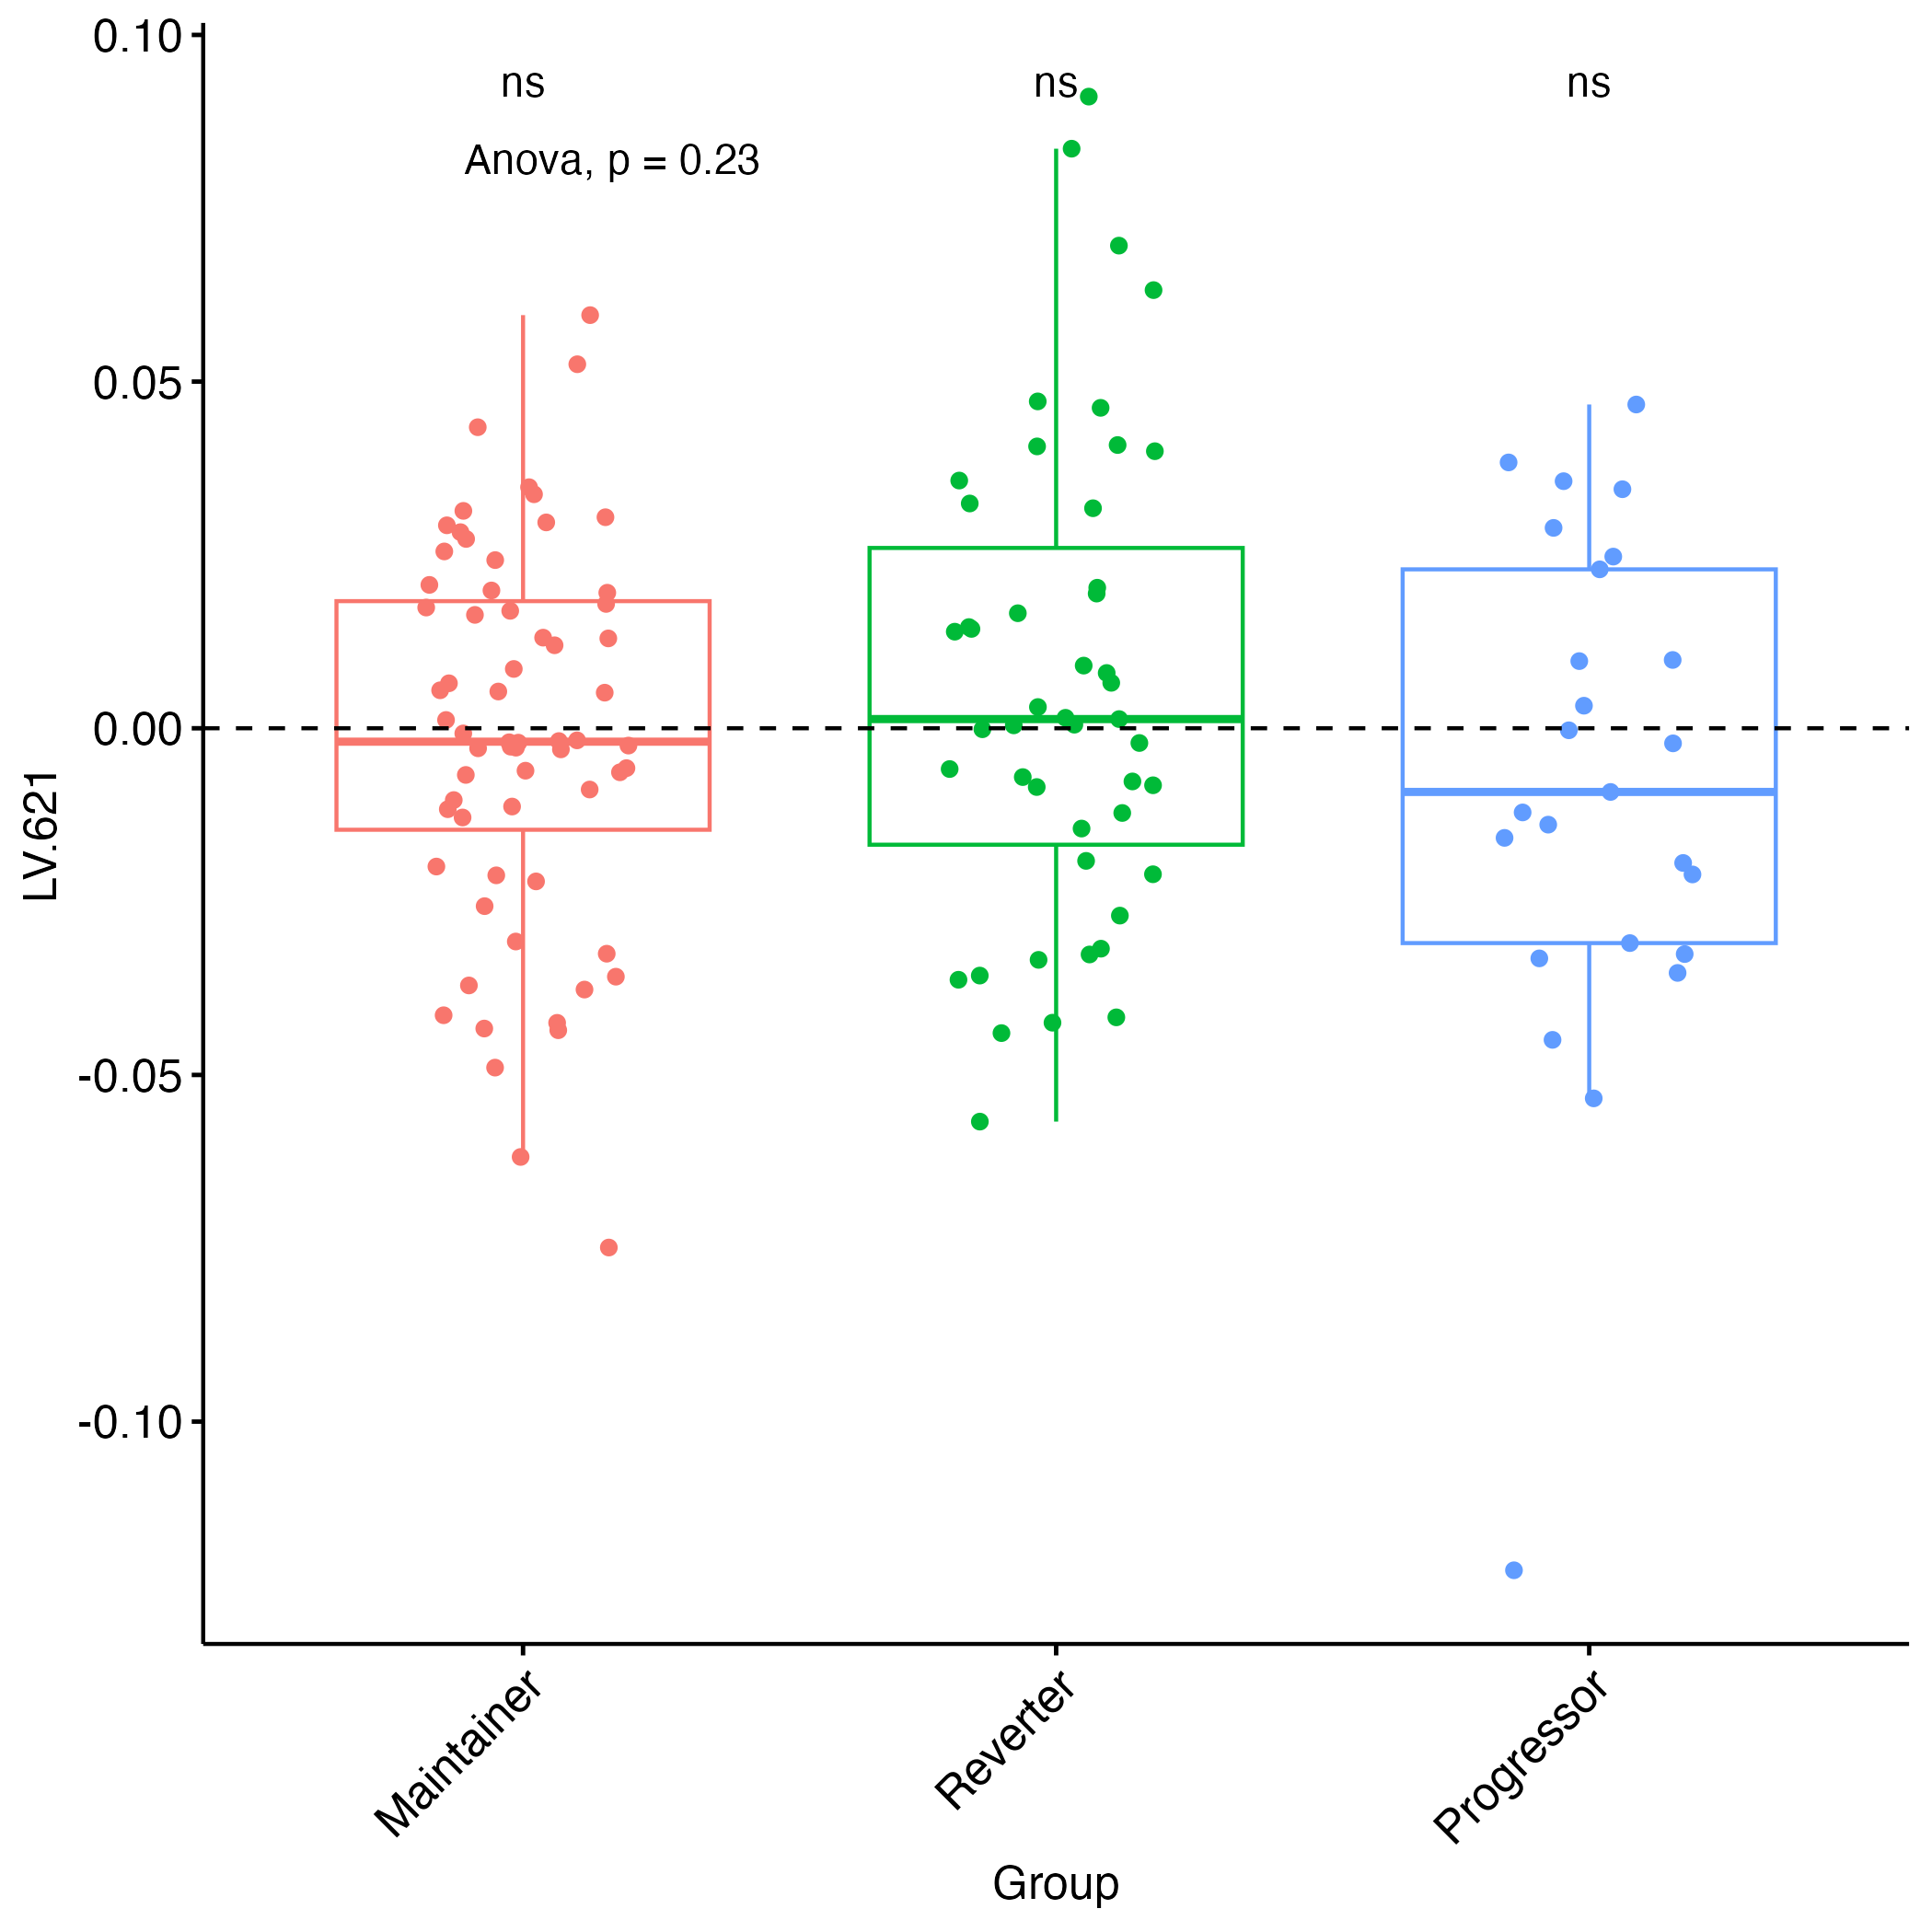 0.10
ns ns ns
Anova, p = 0.23
0.05
0.00
LV.621
-0.05
-0.10
Maintainer
Reverter
Progressor
Group